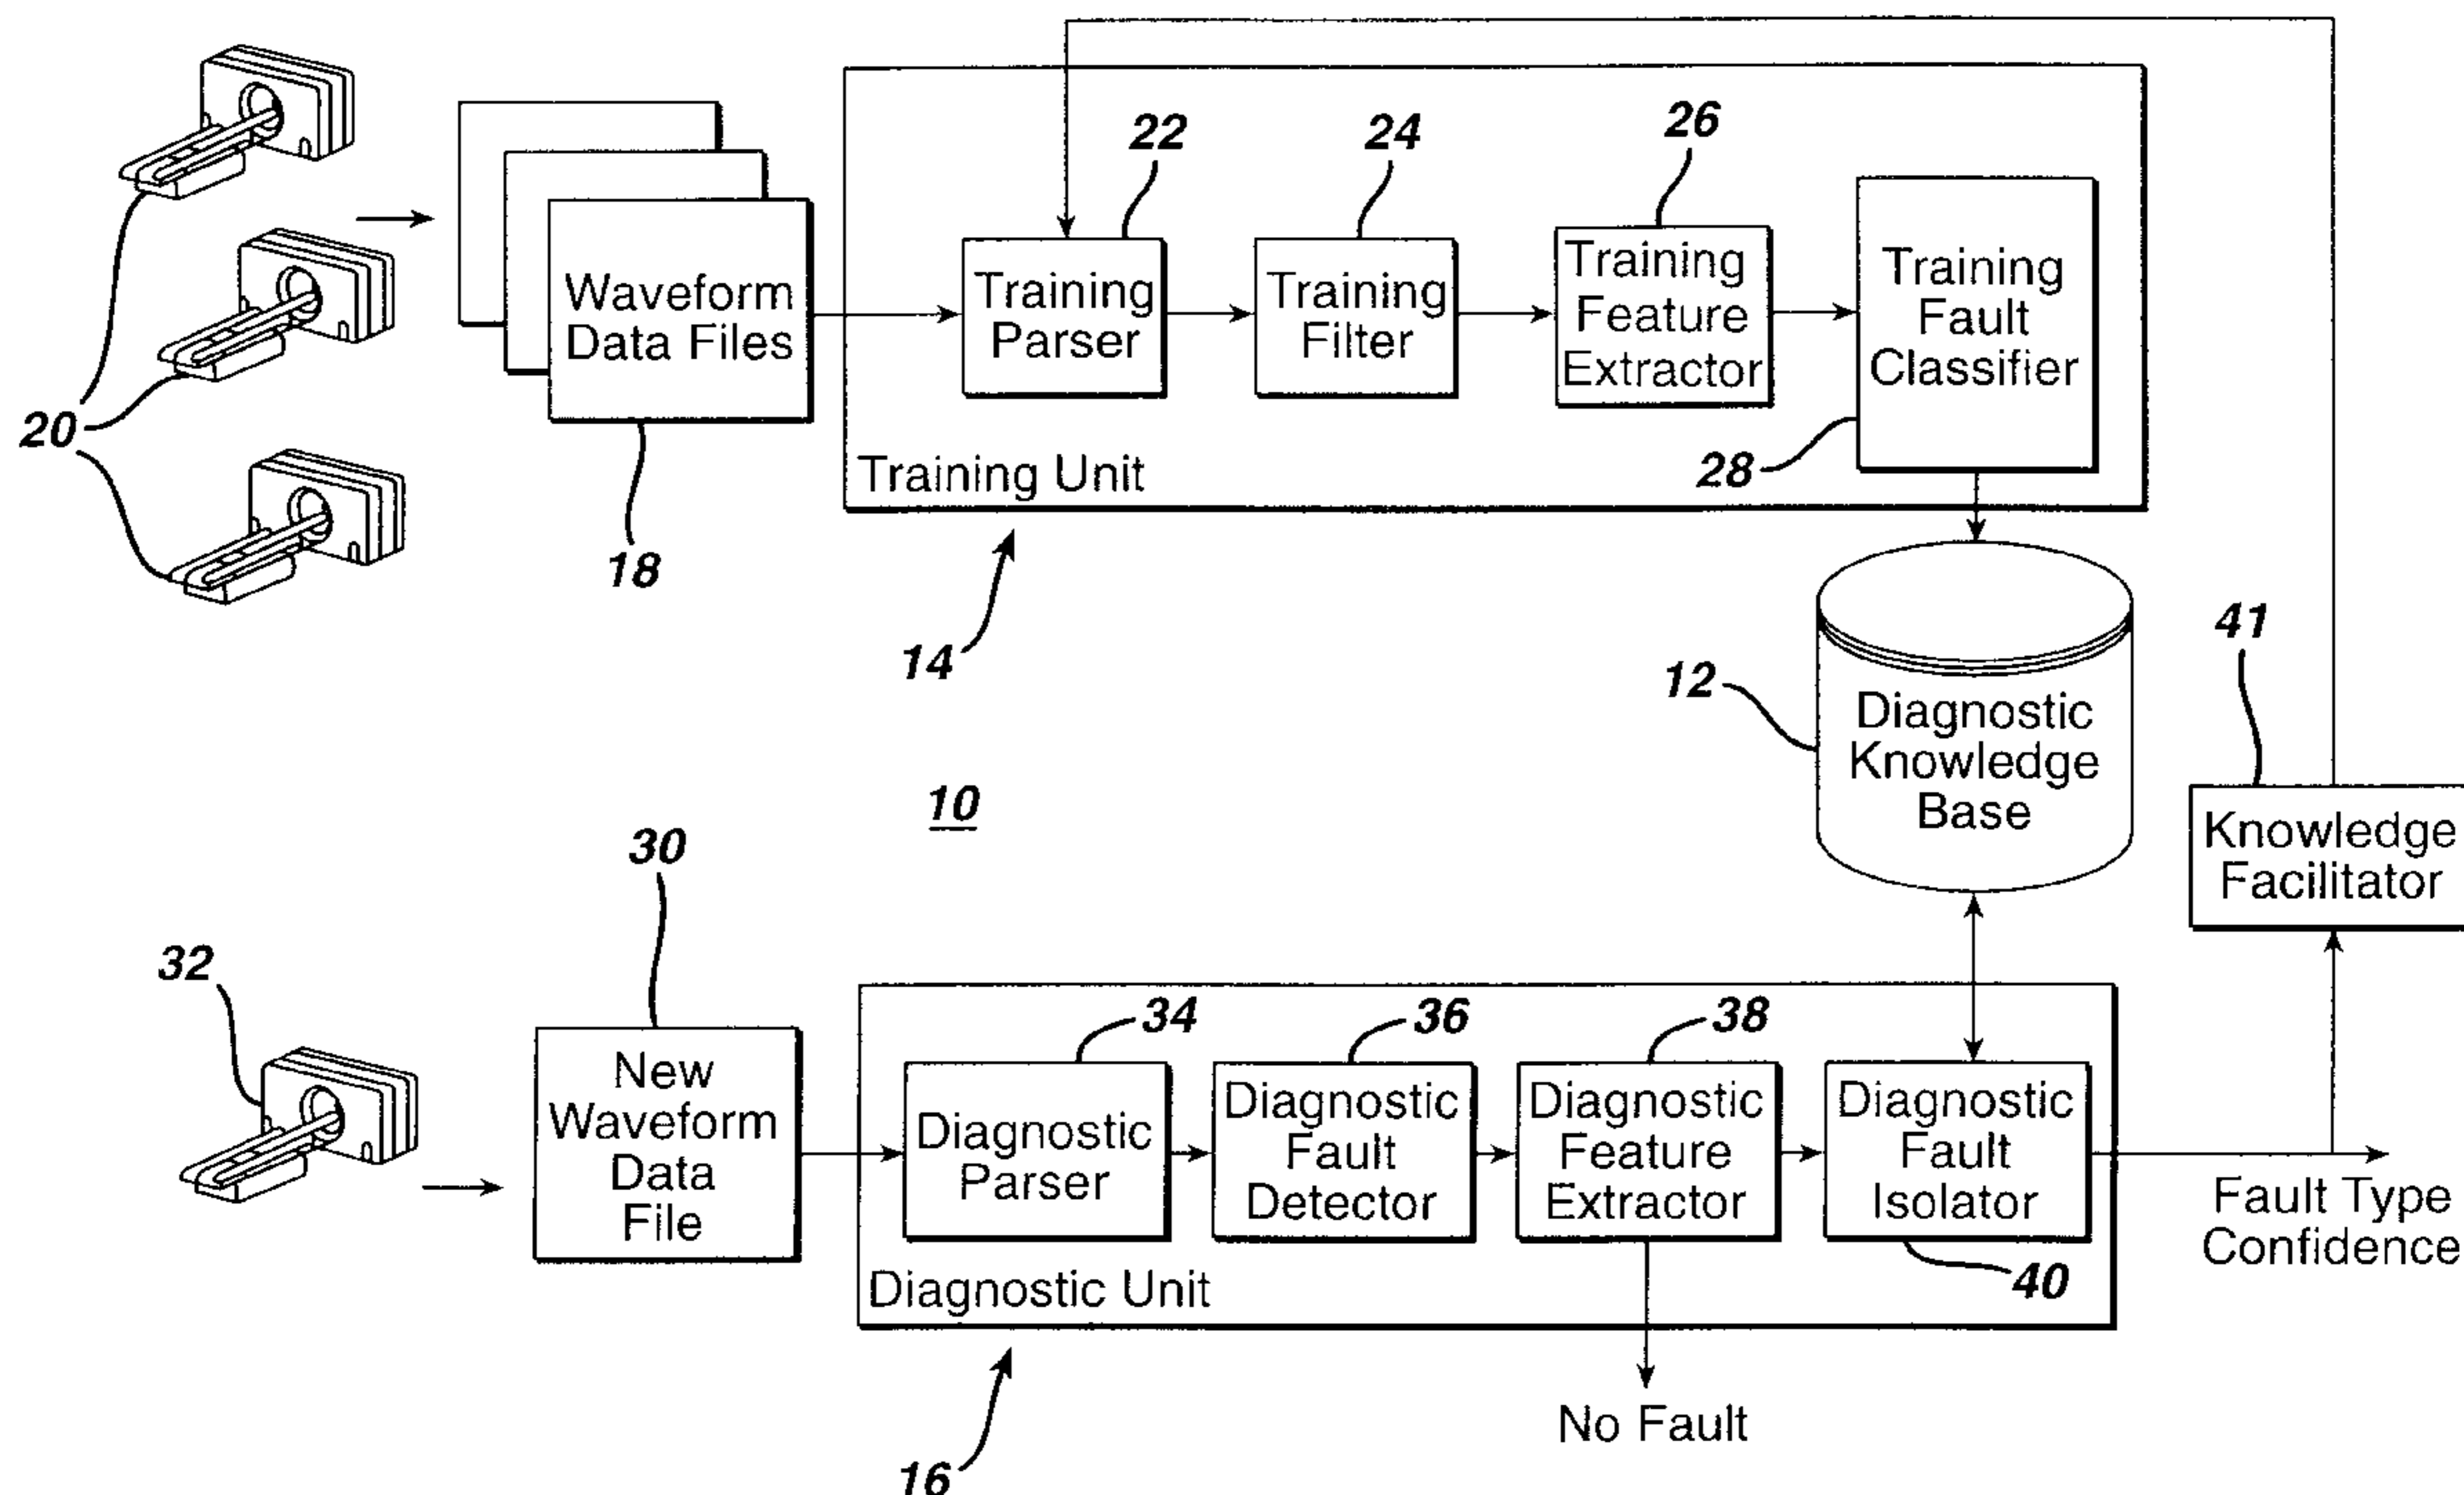 22
24
26
Waveform
Data Files
Training
Parser
Training
Filter
Training
Feature
Extractor
Training
Fault
Classifier
20
18
Training Unit
28
14
12
Diagnostic
Knowledge
Base
41
Knowledge
Facilitator
10
30
32
New
Waveform
Data
File
34
36
38
Diagnostic
Parser
Diagnostic
Fault
Detector
Diagnostic
Feature
Extractor
Diagnostic
Fault
Isolator
40
Diagnostic Unit
Fault Type
Confidence
No Fault
16